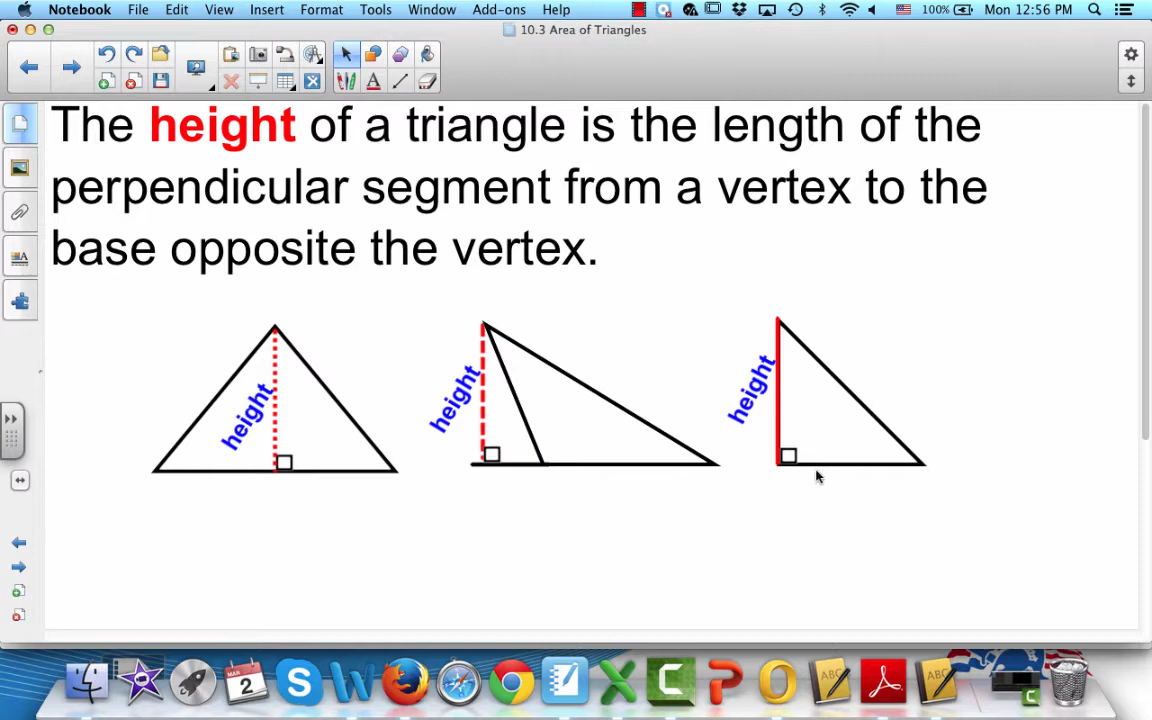 Notebook File Edit View Insert Format Tools Window Add-ons Help 100% Mon 12:56 PM
10.3 Area of Triangles
The height of a triangle is the length of the
perpendicular segment from a vertex to the
base opposite the vertex.
height
height
height
MAR
2